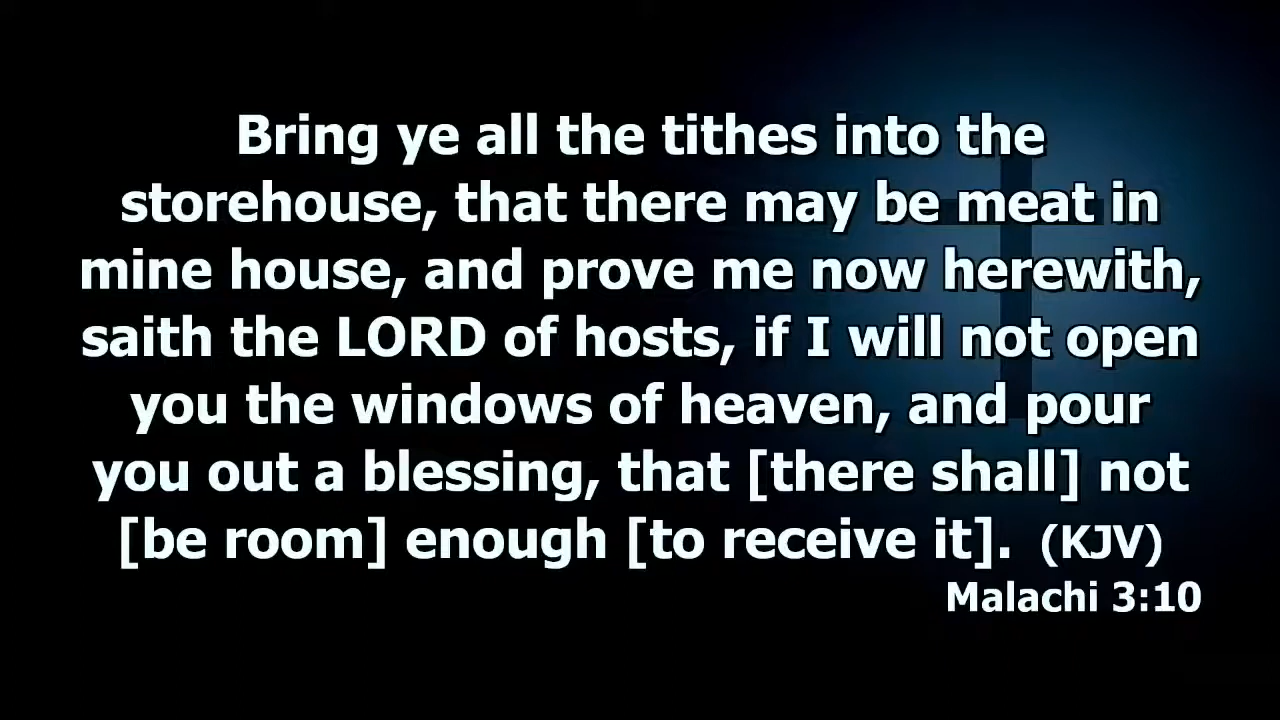 Bring ye all the tithes into the
storehouse, that there may be meat in
mine house, and prove me now herewith,
saith the LORD of hosts, if I will not open
you the windows of heaven, and pour
you out a blessing, that [there shall] not
[be room] enough [to receive it]. (KJV)
Malachi 3:10